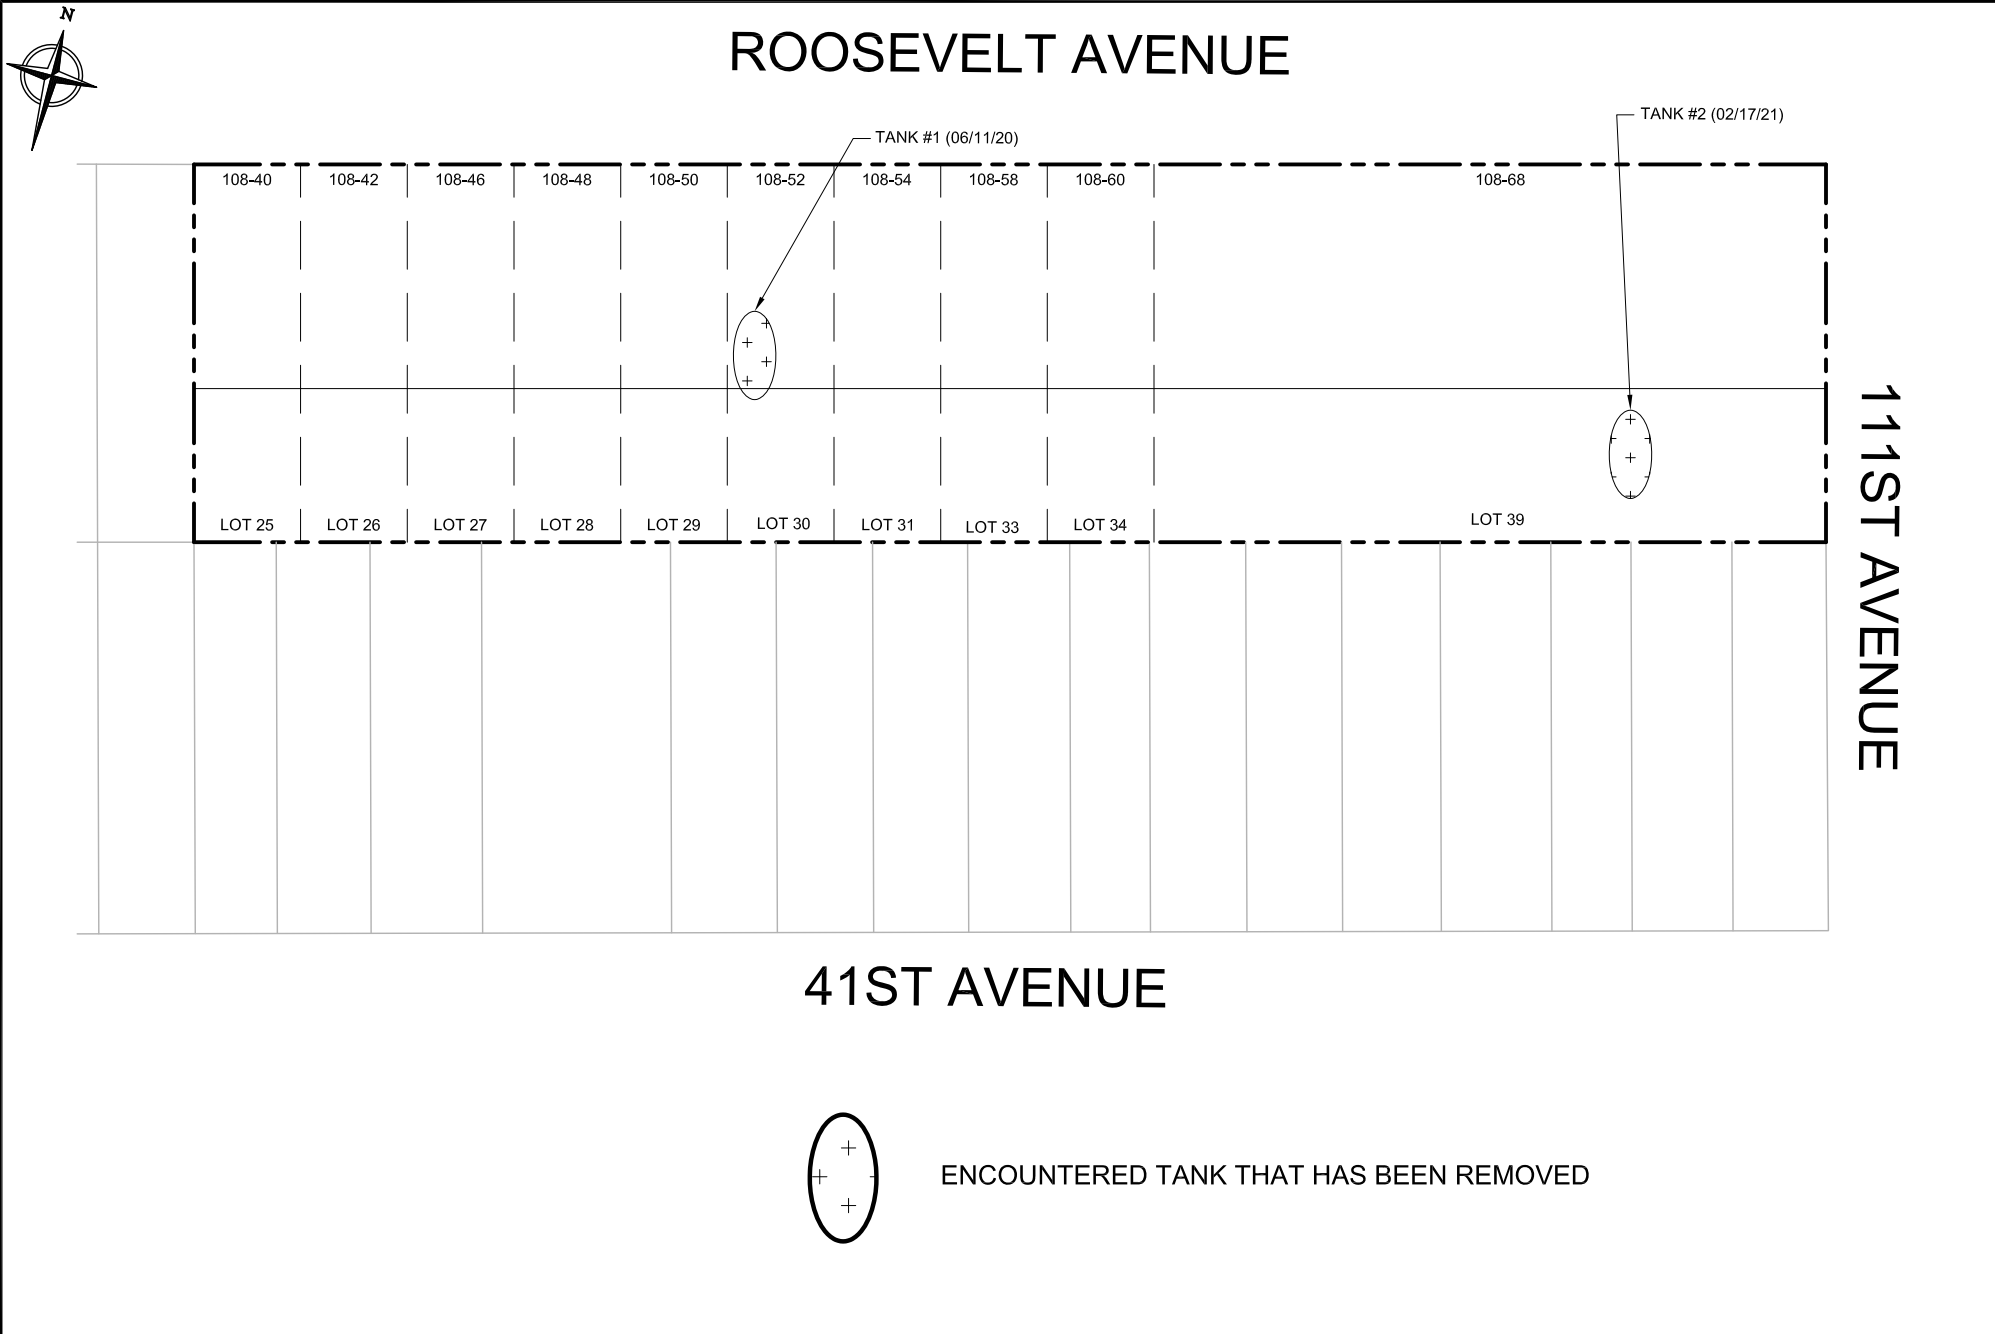 N
ROOSEVELT AVENUE
TANK #2 (02/17/21)
TANK #1 (06/11/20)
108-40 108-42 108-46 108-48 108-50 108-52 108-54 108-58 108-60 108-68
111ST AVENUE
LOT 25 LOT 26 LOT 27 LOT 28 LOT 29 LOT 30 LOT 31 LOT 33 LOT 34 LOT 39
41ST AVENUE
ENCOUNTERED TANK THAT HAS BEEN REMOVED